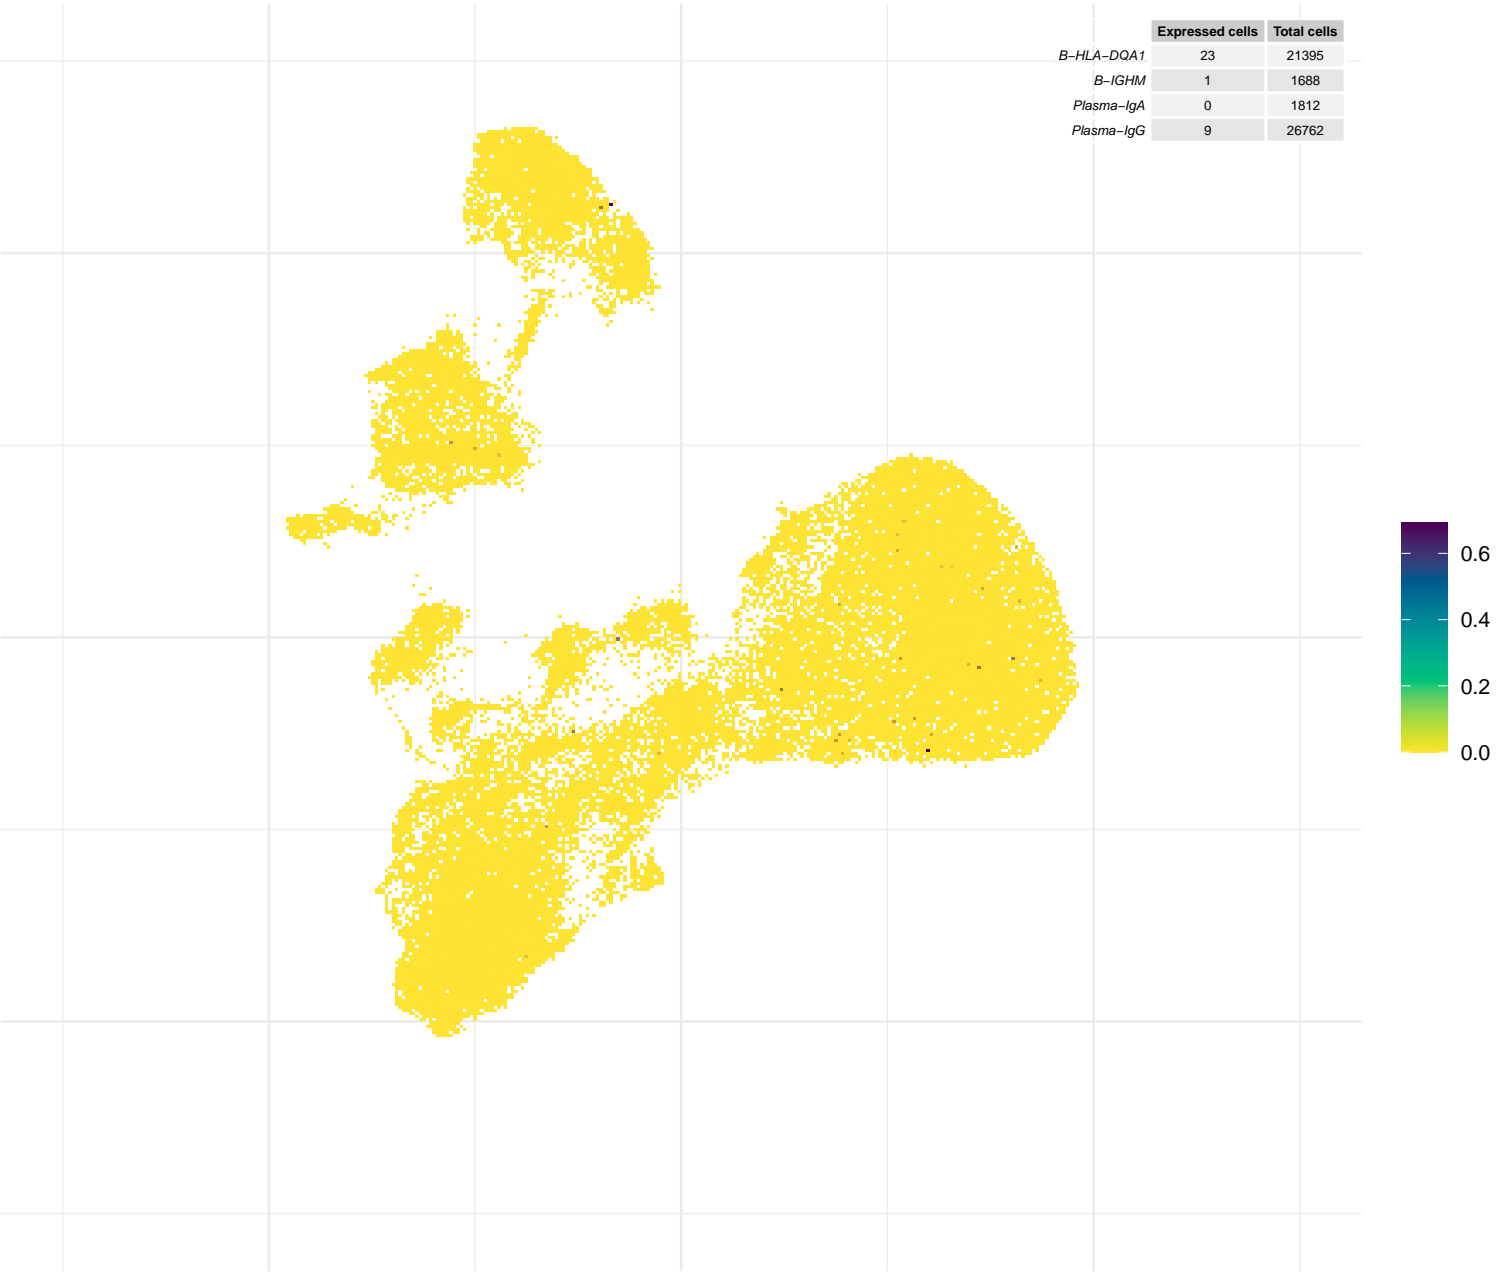 Expressed cells Total cells
B−HLA−DQA1 23 21395
B−IGHM 1 1688
Plasma−IgA 0 1812
Plasma−IgG 9 26762
0.6
0.4
0.2
0.0